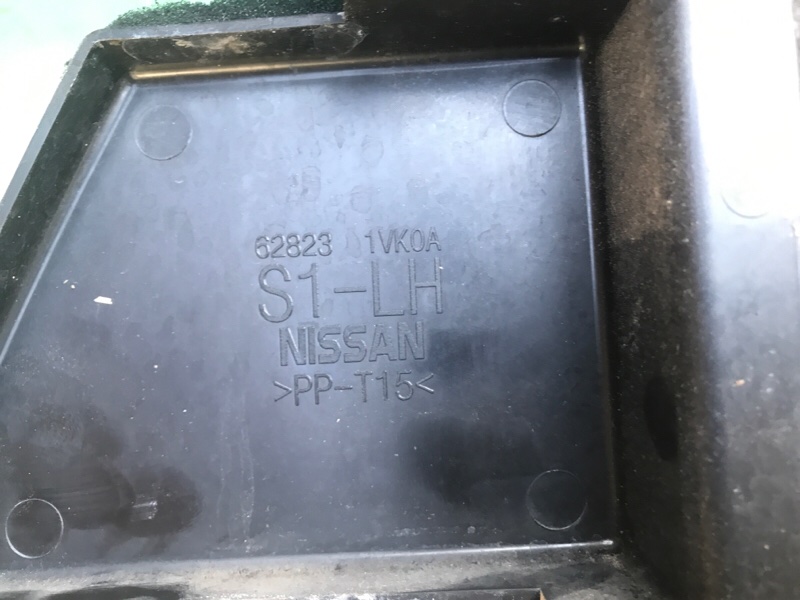 62823 1VK0A
S1-LH
NISSAN
>PP-T15<